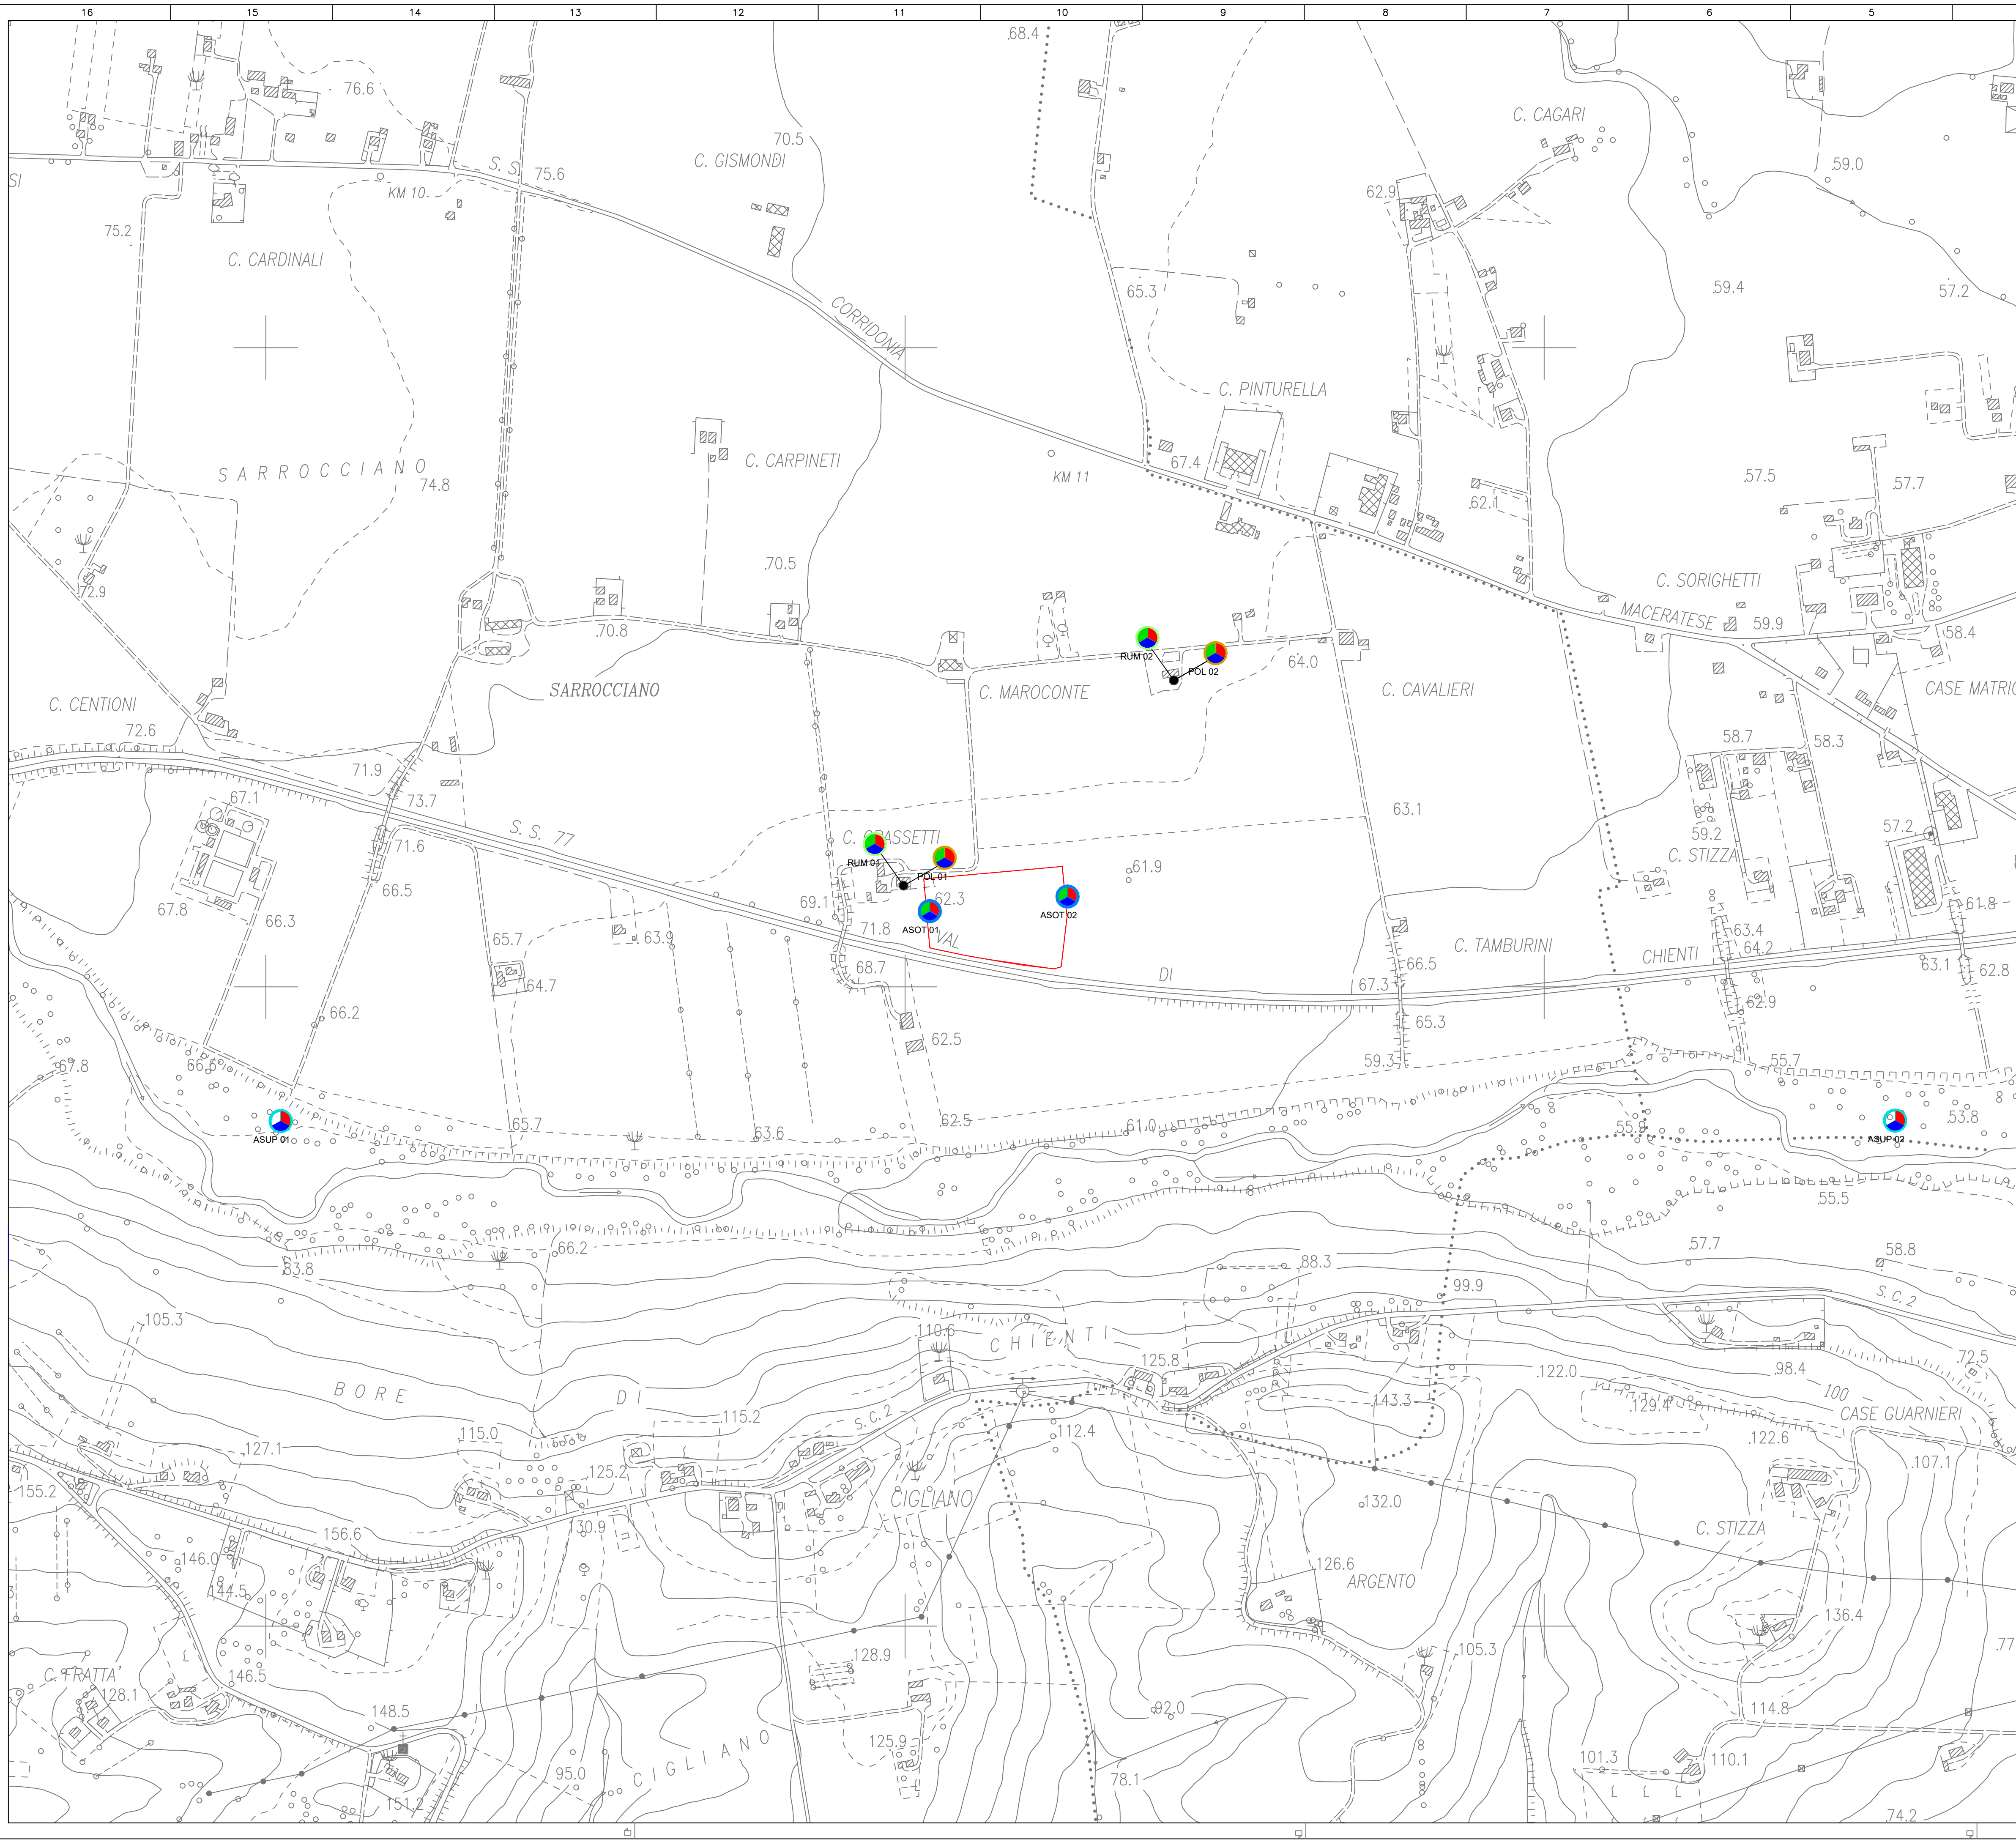 16 15 14 13 12 11 10 9 8 7 6 5
.68.4
76.6
70.5
C. GISMONDI
C. CAGARI
59.0
S. S.
75.6
KM 10
SI
62.9
75.2
C. CARDINALI
65.3
.59.4
57.2
CORRIDONIA
C. PINTURELLA
SARROCCIANO
74.8
C. CARPINETI
KM 11
67.4
57.5
.57.7
.62.1
.70.5
72.9
C. SORIGHETTI
MACERATESE
59.9
58.4
.70.8
RUM 02
POL 02
64.0
SARROCCIANO
C. MAROCONTE
C. CAVALIERI
CASE MATRIC
C. CENTIONI
72.6
58.7
58.3
71.9
73.7
67.1
S. S. 77
63.1
57.2
59.2
71.6
C. GRASSETTI
RUM 01
POL 01
61.9
C. STIZZA
66.5
69.1
62.3
ASOT 01
ASOT 02
61.8
67.8
66.3
71.8
VAL
63.4
64.2
65.7
63.9
C. TAMBURINI
CHIENTI
66.5
68.7
DI
67.3
63.1
62.8
64.7
62.9
66.2
65.3
62.5
59.3
55.7
67.8
66.6
ASUP 01
65.7
63.6
62.5
61.0
55.9
53.8
ASUP 02
55.5
66.2
.57.7
58.8
83.8
88.3
99.9
S.C.2
105.3
110.6
CHIENTI
125.8
72.5
.122.0
.98.4
BORE
DI
100
.115.2
S.C.2
143.3
.129.4
CASE GUARNIERI
.127.1
115.0
.112.4
.122.6
.107.1
155.2
.125.2
CIGLIANO
132.0
130.9
C. STIZZA
156.6
146.0
126.6
ARGENTO
144.5
136.4
128.9
105.3
.77
C. FRATTA'
146.5
128.1
148.5
92.0
114.8
125.9
CIGLIANO
95.0
78.1
101.3
110.1
151.2
.74.2